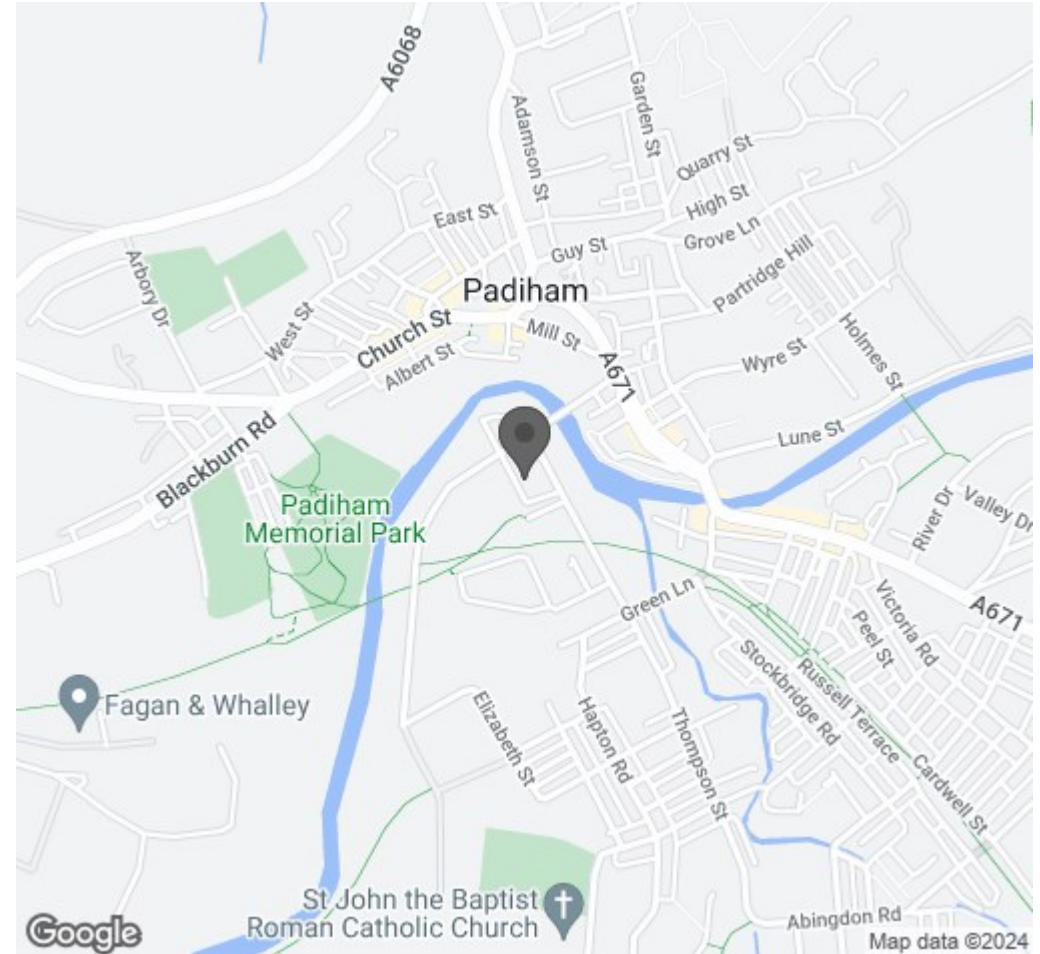 A6068
Adamson St
Garden St
Quarry St
East St
High St
Guy St
Grove Ln
Arbory Dr
Partridge Hill
Padiham
West St
Church St
Mill St
Holmes St
Albert St
A671
Wyre St
Blackburn Rd
Lune St
Padiham
Memorial Park
River Dr
Valley Dr
Green Ln
A671
Victoria Rd
Peel St
Stockbridge Rd
Russell Terrace
Fagan & Whalley
Elizabeth St
Hapton Rd
Thompson St
Cardwell St
St John the Baptist
Roman Catholic Church
Abingdon Rd
Google
Map data ©2024